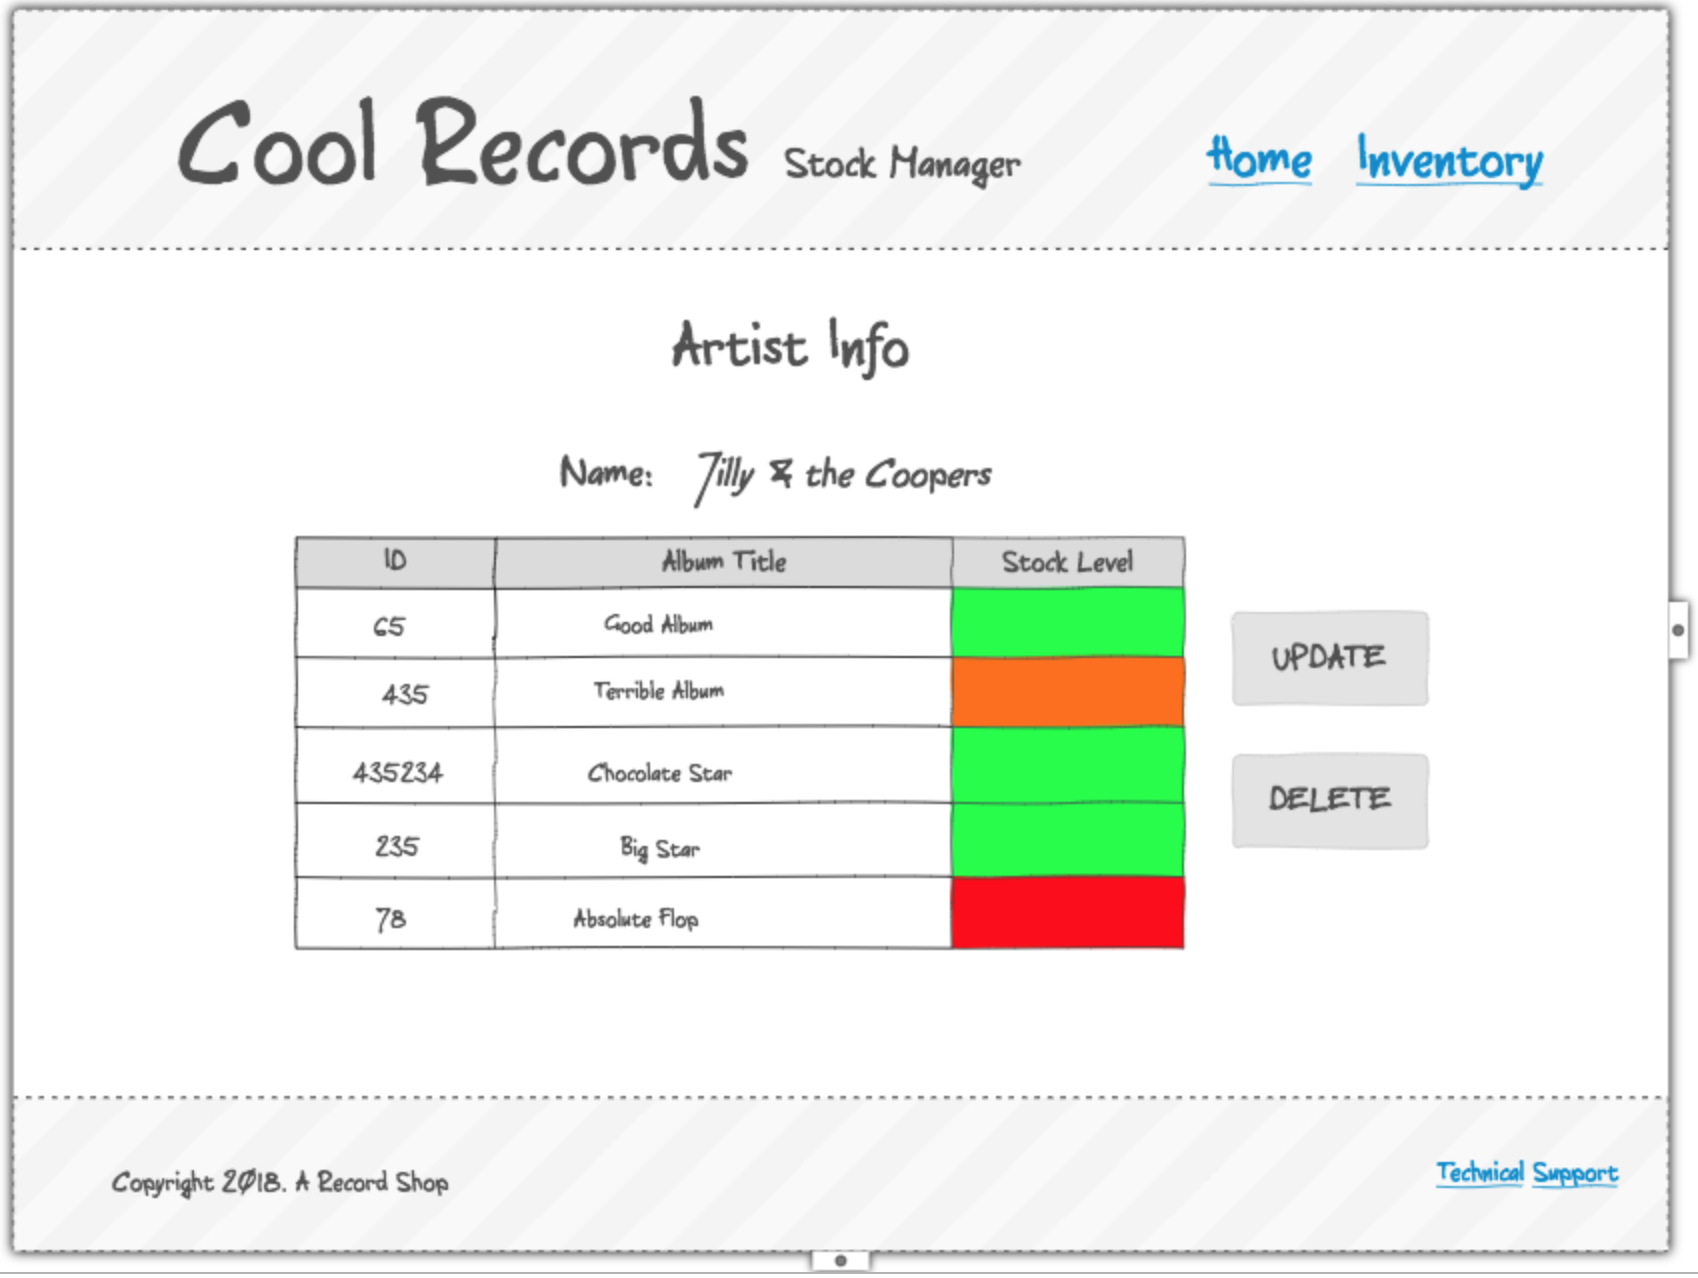 Cool Records Stock Manager Home Inventory
Artist Info
Name: Jilly & the Coopers
ID Album Title Stock Level
65 Good Album
435 Terrible Album
UPDATE
435234 Chocolate Star
DELETE
235 Big Star
78 Absolute Flop
Copyright 2018. A Record Shop
Technical Support